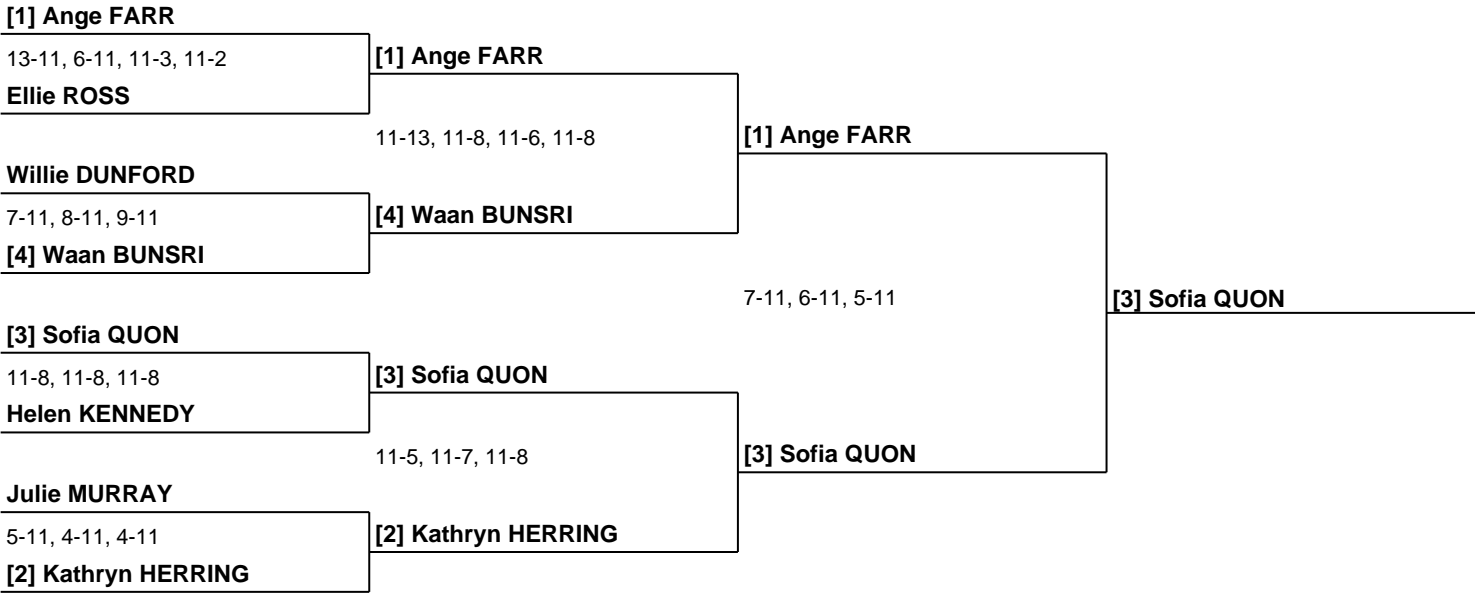 [1] Ange FARR
13-11, 6-11, 11-3, 11-2
[1] Ange FARR
Ellie ROSS
11-13, 11-8, 11-6, 11-8
[1] Ange FARR
Willie DUNFORD
7-11, 8-11, 9-11
[4] Waan BUNSRI
[4] Waan BUNSRI
7-11, 6-11, 5-11
[3] Sofia QUON
[3] Sofia QUON
11-8, 11-8, 11-8
[3] Sofia QUON
Helen KENNEDY
11-5, 11-7, 11-8
[3] Sofia QUON
Julie MURRAY
5-11, 4-11, 4-11
[2] Kathryn HERRING
[2] Kathryn HERRING